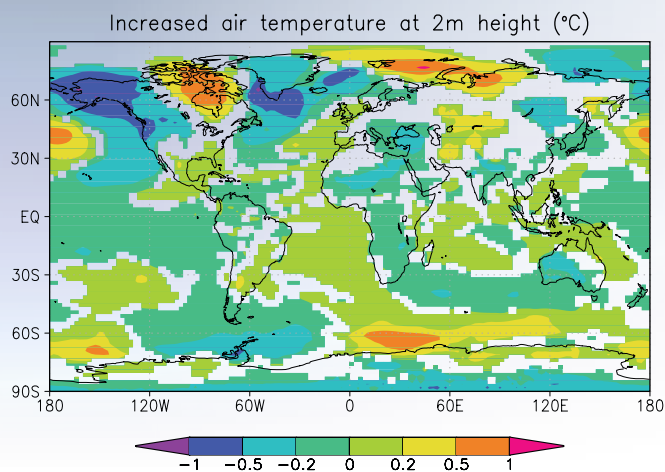 Increased air temperature at 2m height (°C)
60N
30N
EQ
30S
60S
90S
180 120W 60W 0 60E 120E 180
−1 −0.5 −0.2 0 0.2 0.5 1